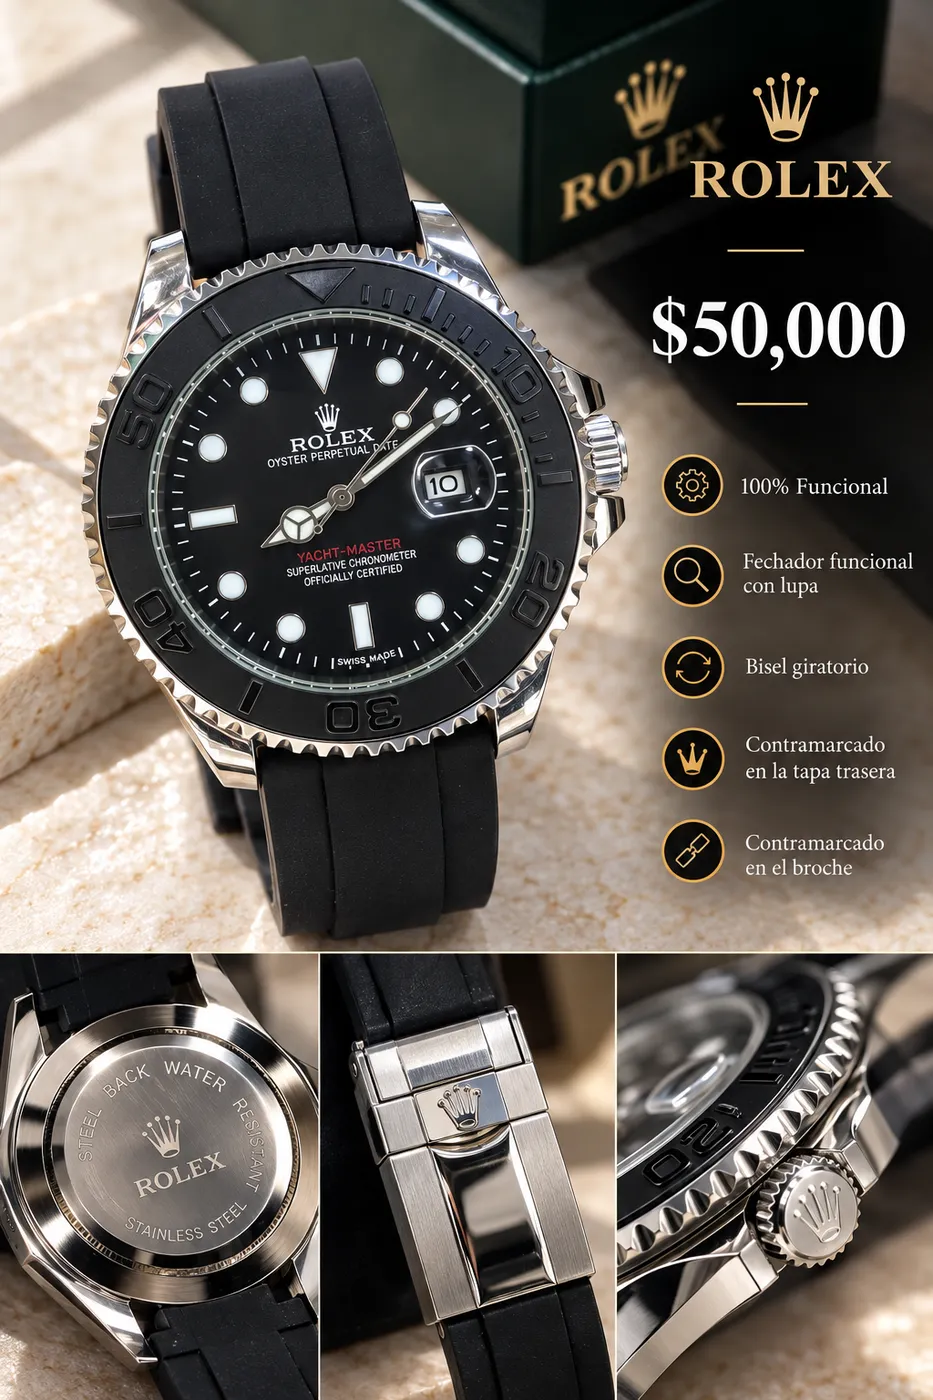 ROLEX
ROLEX
$50,000
100% Funcional
Fechador funcional
con lupa
Bisel giratorio
Contramarcado
en la tapa trasera
Contramarcado
en el broche
10
20
30
40
50
ROLEX
OYSTER PERPETUAL DATE
10
YACHT-MASTER
SUPERLATIVE CHRONOMETER
OFFICIALLY CERTIFIED
SWISS MADE
STEEL BACK WATER RESISTANT
ROLEX
STAINLESS STEEL
20